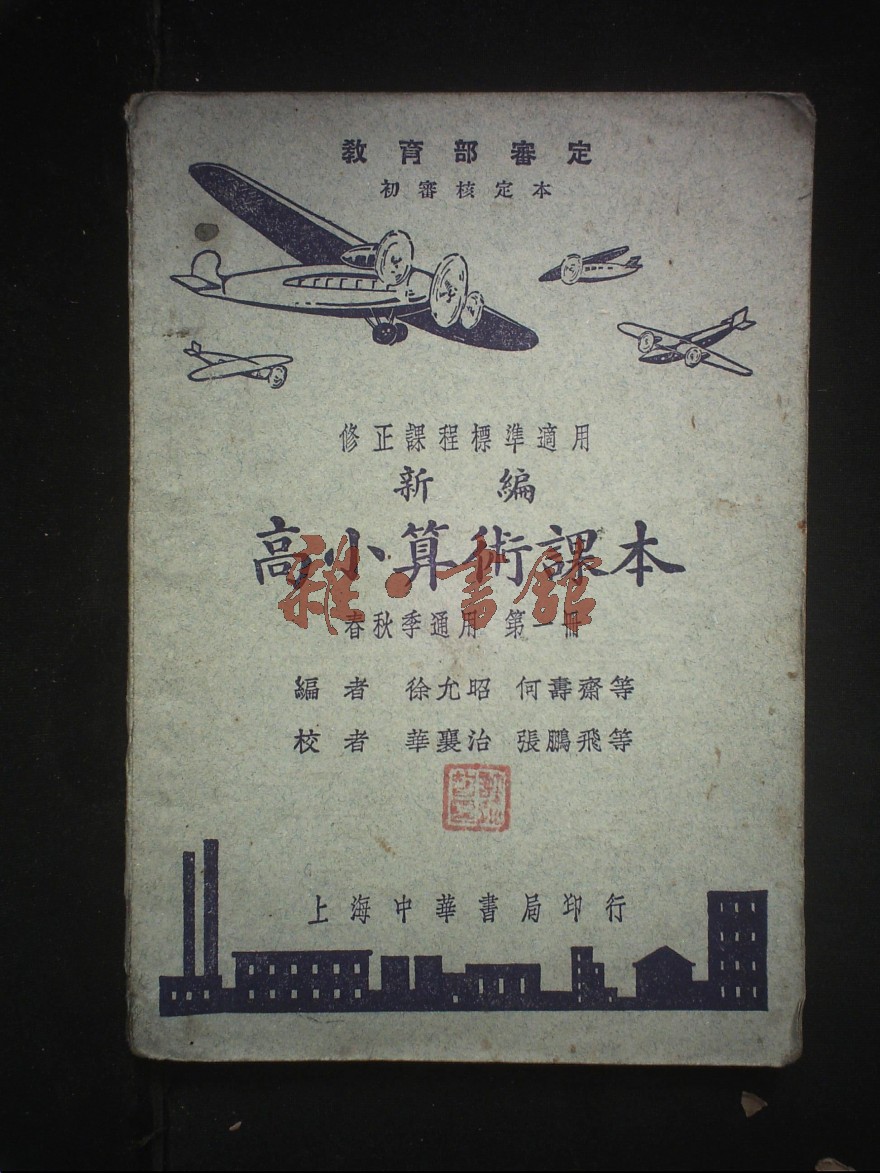 教育部審定
初審核定本
修正課程標準適用
新編
高小算術課本
雜·書館
春秋季通用 第一冊
編者 徐允昭 何壽齋等
校者 華襄治 張鵬飛等
上海中華書局印行